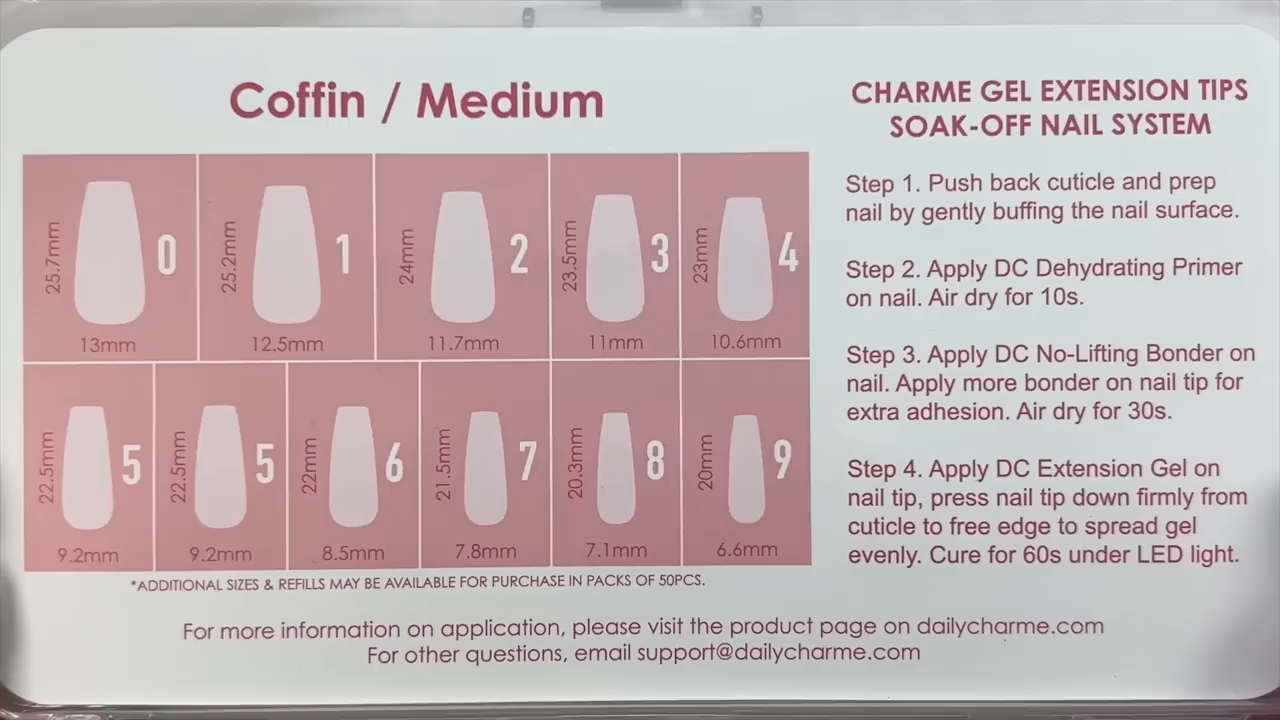 Coffin / Medium
25.7mm 0 25.2mm 1 24mm 2 23.5mm 3 23mm 4
13mm 12.5mm 11.7mm 11mm 10.6mm
22.5mm 5 22.5mm 5 22mm 6 21.5mm 7 20.3mm 8 20mm 9
9.2mm 9.2mm 8.5mm 7.8mm 7.1mm 6.6mm
*ADDITIONAL SIZES & REFILLS MAY BE AVAILABLE FOR PURCHASE IN PACKS OF 50PCS.
CHARME GEL EXTENSION TIPS
SOAK-OFF NAIL SYSTEM
Step 1. Push back cuticle and prep
nail by gently buffing the nail surface.
Step 2. Apply DC Dehydrating Primer
on nail. Air dry for 10s.
Step 3. Apply DC No-Lifting Bonder on
nail. Apply more bonder on nail tip for
extra adhesion. Air dry for 30s.
Step 4. Apply DC Extension Gel on
nail tip, press nail tip down firmly from
cuticle to free edge to spread gel
evenly. Cure for 60s under LED light.
For more information on application, please visit the product page on dailycharme.com
For other questions, email support@dailycharme.com